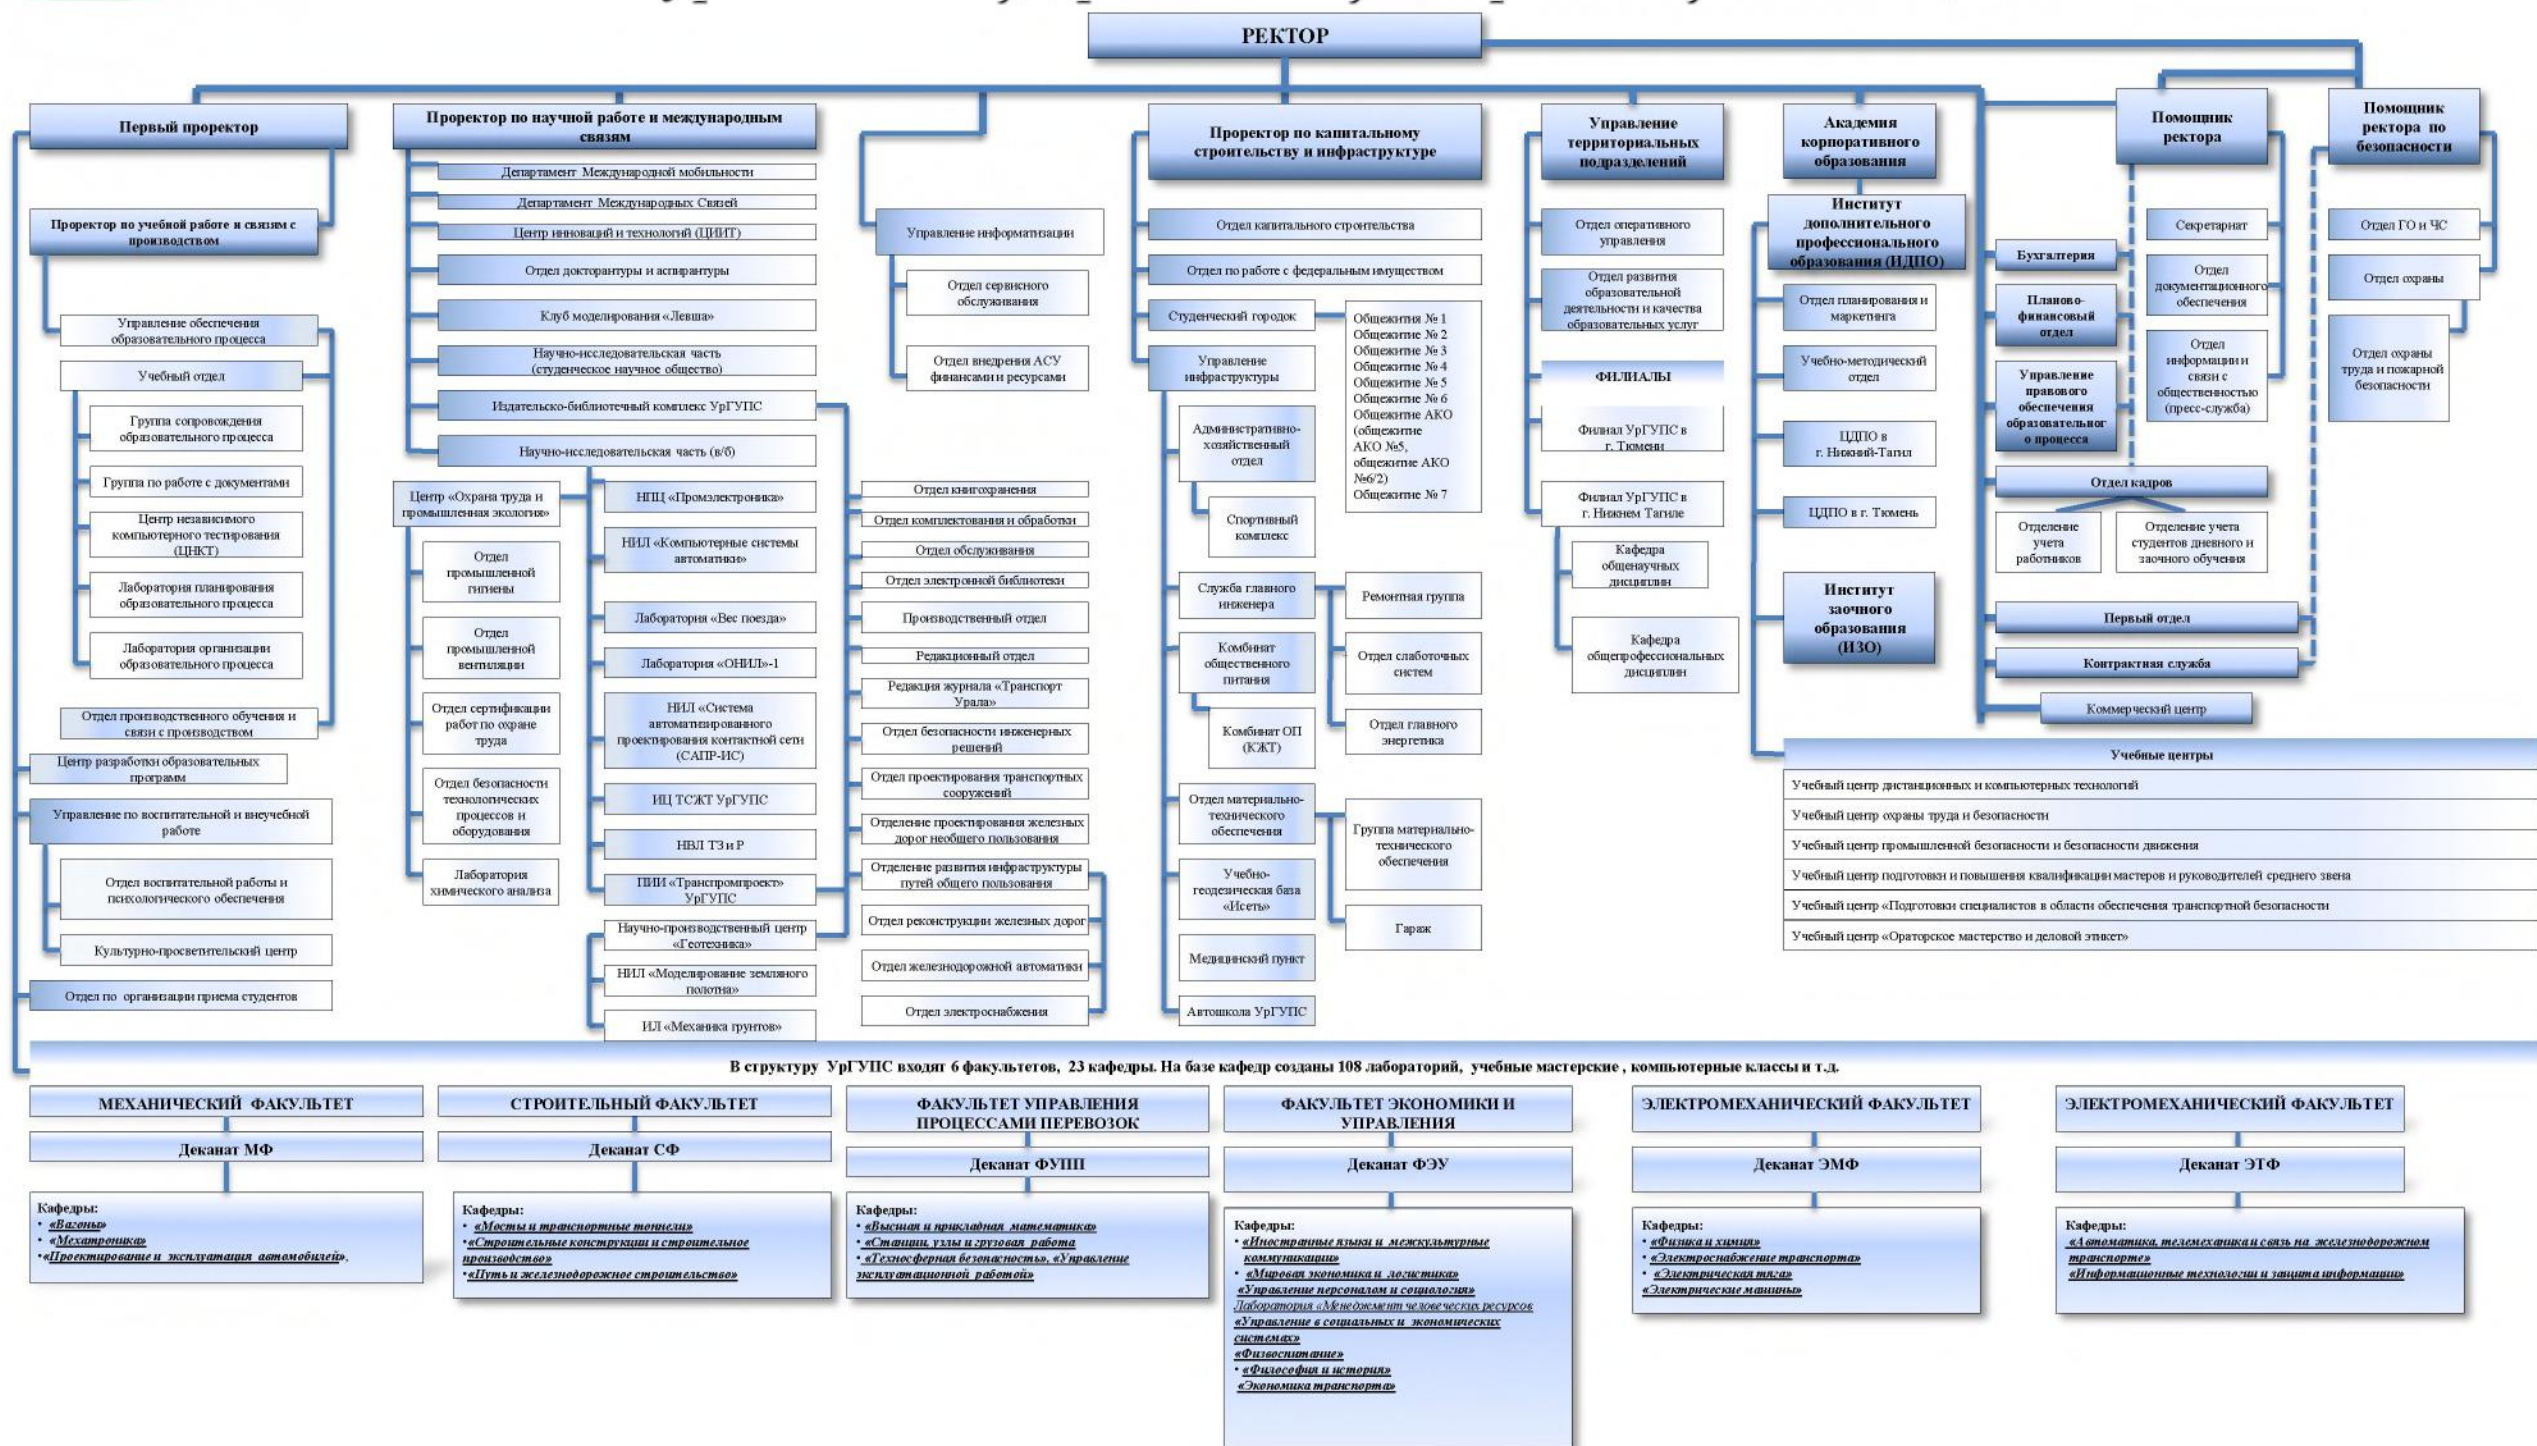 РЕКТОР
Первый проректор
Проректор по учебной работе и связям с
производством
Управление обеспечения
образовательного процесса
Учебный отдел
Группа сопровождения
образовательного процесса
Группа по работе с документами
Центр независимого
компьютерного тестирования
(ЦНКТ)
Лаборатория планирования
образовательного процесса
Лаборатория организации
образовательного процесса
Отдел производственного обучения и
связи с производством
Центр разработки образовательных
программ
Управление по воспитательной и внеучебной
работе
Отдел воспитательной работы и
психологического обеспечения
Культурно-просветительский центр
Отдел по организации приема студентов
Проректор по научной работе и международным
связям
Департамент Международной мобильности
Департамент Международных Связей
Центр инноваций и технологий (ЦИИТ)
Отдел докторантуры и аспирантуры
Клуб моделирования «Левша»
Научно-исследовательская часть
(студенческое научное общество)
Издательско-библиотечный комплекс УрГУПС
Научно-исследовательская часть (в/б)
Центр «Охрана труда и
промышленная экология»
Отдел
промышленной
гигиены
Отдел
промышленной
вентиляции
Отдел сертификации
работ по охране
труда
Отдел безопасности
технологических
процессов и
оборудования
Лаборатория
химического анализа
НПЦ «Промэлектроника»
НИЛ «Компьютерные системы
автоматики»
Лаборатория «Вес поезда»
Лаборатория «ОНИЛ»-1
НИЛ «Система
автоматизированного
проектирования контактной сети
(САПР-ИС)
ИЦ ТСЖТ УрГУПС
НВЛ ТЗ и Р
ПИИ «Транспромпроект»
УрГУПС
Научно-производственный центр
«Геотехника»
НИЛ «Моделирование земляного
полотна»
ИЛ «Механика грунтов»
Управление информатизации
Отдел сервисного
обслуживания
Отдел внедрения АСУ
финансами и ресурсами
Отдел книгохранения
Отдел комплектования и обработки
Отдел обслуживания
Отдел электронной библиотеки
Производственный отдел
Редакционный отдел
Редакция журнала «Транспорт
Урала»
Отдел безопасности инженерных
решений
Отдел проектирования транспортных
сооружений
Отделение проектирования железных
дорог необщего пользования
Отделение развития инфраструктуры
путей общего пользования
Отдел реконструкции железных дорог
Отдел железнодорожной автоматики
Отдел электроснабжения
Проректор по капитальному
строительству и инфраструктуре
Отдел капитального строительства
Отдел по работе с федеральным имуществом
Студенческий городок
Общежития № 1
Общежитие № 2
Общежитие № 3
Общежитие № 4
Общежитие № 5
Общежитие № 6
Общежитие АКО
(общежитие
АКО №5,
общежитие АКО
№6/2)
Общежитие № 7
Управление
инфраструктуры
Административно-
хозяйственный
отдел
Спортивный
комплекс
Служба главного
инженера
Ремонтная группа
Отдел слаботочных
систем
Отдел главного
энергетика
Комбинат
общественного
питания
Комбинат ОП
(КЖТ)
Отдел материально-
технического
обеспечения
Группа материально-
технического
обеспечения
Гараж
Учебно-
геодезическая база
«Исеть»
Медицинский пункт
Автошкола УрГУПС
Управление
территориальных
подразделений
Отдел оперативного
управления
Отдел развития
образовательной
деятельности и качества
образовательных услуг
ФИЛИАЛЫ
Филиал УрГУПС в
г. Тюмени
Филиал УрГУПС в
г. Нижнем Тагиле
Кафедра
общенаучных
дисциплин
Кафедра
общепрофессиональных
дисциплин
Академия
корпоративного
образования
Институт
дополнительного
профессионального
образования (ИДПО)
Отдел планирования и
маркетинга
Учебно-методический
отдел
ЦДПО в
г. Нижний-Тагил
ЦДПО в г. Тюмень
Институт
заочного
образования
(ИЗО)
Учебные центры
Учебный центр дистанционных и компьютерных технологий
Учебный центр охраны труда и безопасности
Учебный центр промышленной безопасности и безопасности движения
Учебный центр подготовки и повышения квалификации мастеров и руководителей среднего звена
Учебный центр «Подготовки специалистов в области обеспечения транспортной безопасности
Учебный центр «Ораторское мастерство и деловой этикет»
Бухгалтерия
Планово-
финансовый
отдел
Управление
правового
обеспечения
образовательног
о процесса
Отдел кадров
Отделение
учета
работников
Отделение учета
студентов дневного и
заочного обучения
Первый отдел
Контрактная служба
Коммерческий центр
Помощник
ректора
Секретариат
Отдел
документационного
обеспечения
Отдел
информации и
связи с
общественностью
(пресс-служба)
Помощник
ректора по
безопасности
Отдел ГО и ЧС
Отдел охраны
Отдел охраны
труда и пожарной
безопасности
В структуру УрГУПС входят 6 факультетов, 23 кафедры. На базе кафедр созданы 108 лабораторий, учебные мастерские , компьютерные классы и т.д.
МЕХАНИЧЕСКИЙ ФАКУЛЬТЕТ
Деканат МФ
Кафедры:
• «Вагоны»
• «Мехатроника»
•«Проектирование и эксплуатация автомобилей»,
СТРОИТЕЛЬНЫЙ ФАКУЛЬТЕТ
Деканат СФ
Кафедры:
• «Мосты и транспортные тоннели»
•«Строительные конструкции и строительное
производство»
•«Путь и железнодорожное строительство»
ФАКУЛЬТЕТ УПРАВЛЕНИЯ
ПРОЦЕССАМИ ПЕРЕВОЗОК
Деканат ФУПП
Кафедры:
• «Высшая и прикладная математика»
• «Станции, узлы и грузовая работа
• «Техносферная безопасность», «Управление
эксплуатационной работой»
ФАКУЛЬТЕТ ЭКОНОМИКИ И
УПРАВЛЕНИЯ
Деканат ФЭУ
Кафедры:
• «Иностранные языки и межкультурные
коммуникации»
• «Мировая экономика и логистика»
«Управление персоналом и социология»
Лаборатория «Менеджмент человеческих ресурсов
«Управление в социальных и экономических
системах»
«Физвоспитание»
• «Философия и история»
«Экономика транспорта»
ЭЛЕКТРОМЕХАНИЧЕСКИЙ ФАКУЛЬТЕТ
Деканат ЭМФ
Кафедры:
• «Физика и химия»
• «Электроснабжение транспорта»
• «Электрическая тяга»
«Электрические машины»
ЭЛЕКТРОМЕХАНИЧЕСКИЙ ФАКУЛЬТЕТ
Деканат ЭТФ
Кафедры:
«Автоматика, телемеханика и связь на железнодорожном
транспорте»
«Информационные технологии и защита информации»